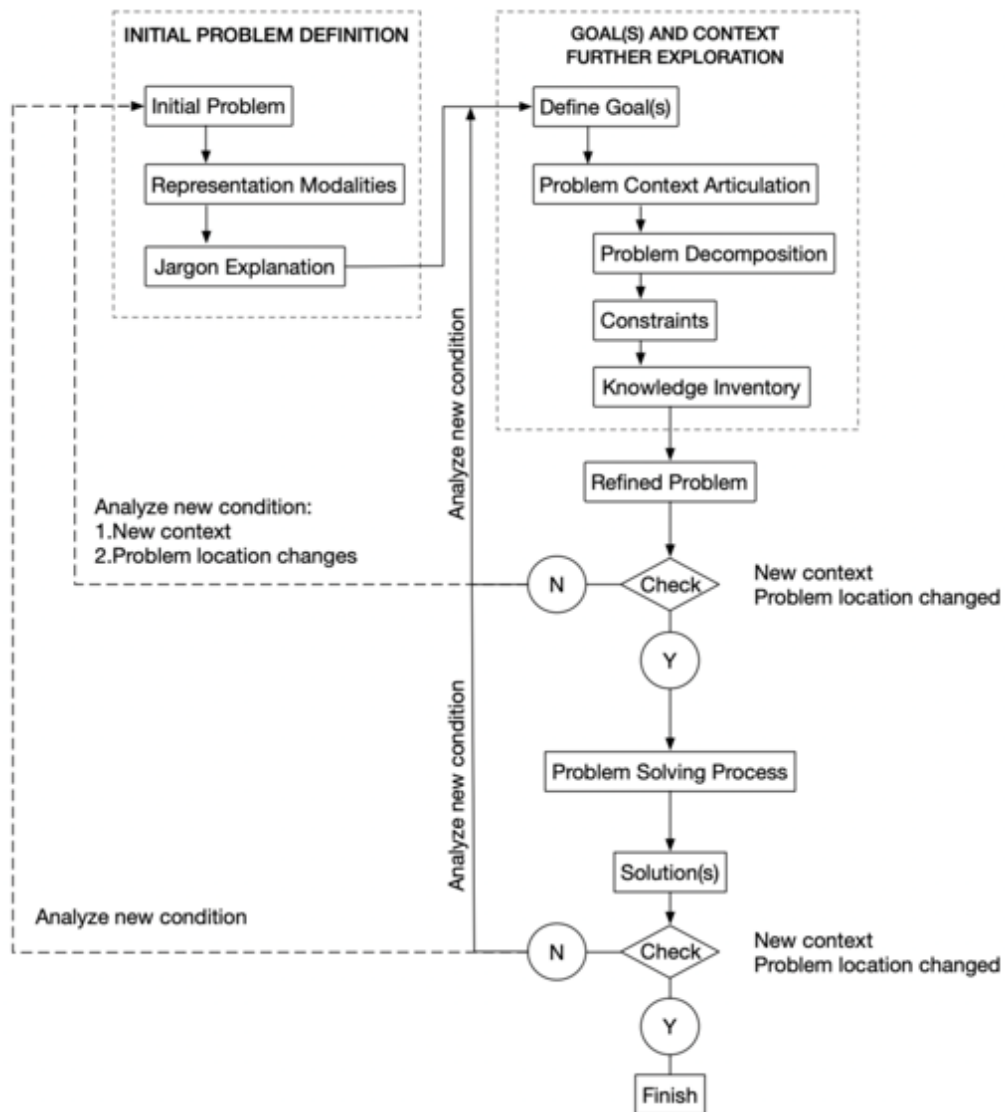 INITIAL PROBLEM DEFINITION
Initial Problem
Representation Modalities
Jargon Explanation
GOAL(S) AND CONTEXT
FURTHER EXPLORATION
Define Goal(s)
Problem Context Articulation
Problem Decomposition
Constraints
Knowledge Inventory
Refined Problem
Analyze new condition
Analyze new condition:
1.New context
2.Problem location changes
N
Check
New context
Problem location changed
Y
Problem Solving Process
Analyze new condition
Solution(s)
Analyze new condition
N
Check
New context
Problem location changed
Y
Finish